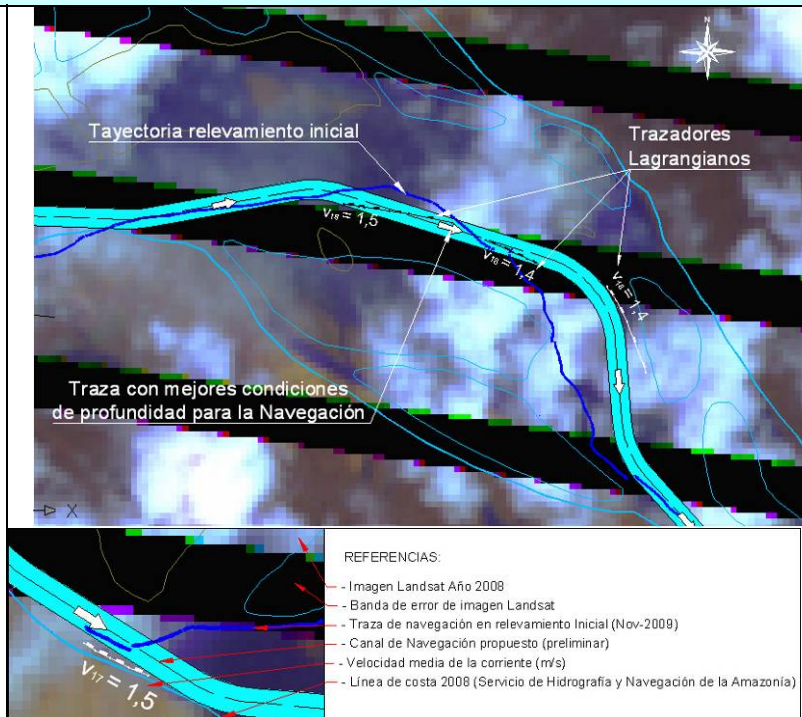 N
Tayectoria relevamiento inicial
Trazadores
Lagrangianos
V₁₆ = 1,5
V₁₆ = 1,4
V₁₆ = 1,4
Traza con mejores condiciones
de profundidad para la Navegación
X
V₁₇ = 1,5
REFERENCIAS:
- Imagen Landsat Año 2008
- Banda de error de imagen Landsat
- Traza de navegación en relevamiento Inicial (Nov-2009)
- Canal de Navegación propuesto (preliminar)
- Velocidad media de la corriente (m/s)
- Línea de costa 2008 (Servicio de Hidrografía y Navegación de la Amazonía)